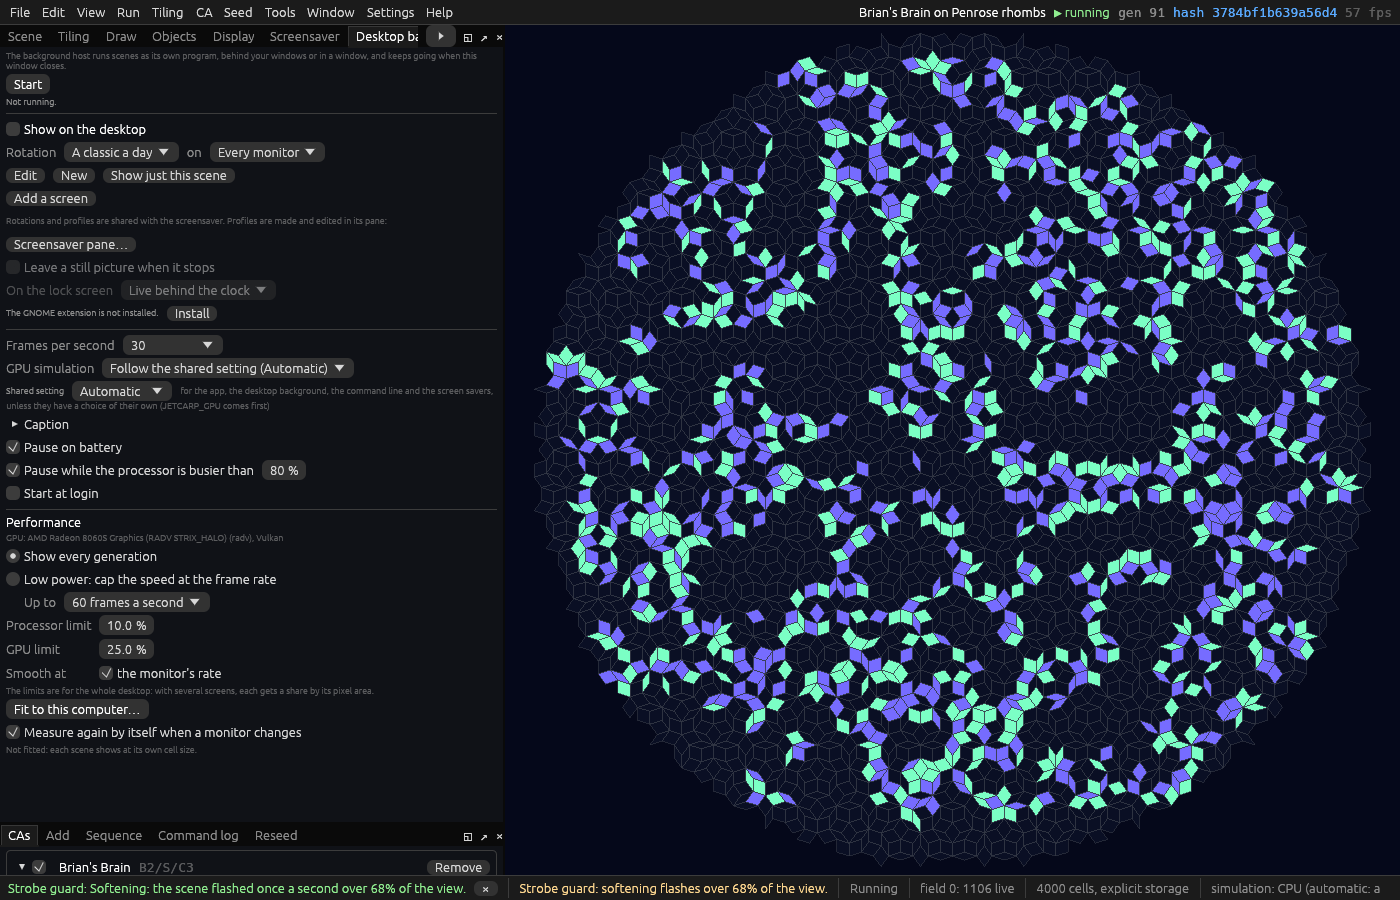 File Edit View Run Tiling CA Seed Tools Window Settings Help
Brian's Brain on Penrose rhombs ▶ running gen 91 hash 3784bf1b639a56d4 57 fps
Scene Tiling Draw Objects Display Screensaver Desktop ba
The background host runs scenes as its own program, behind your windows or in a window, and keeps going when this
window closes.
Start
Not running.
Show on the desktop
Rotation A classic a day on Every monitor
Edit New Show just this scene
Add a screen
Rotations and profiles are shared with the screensaver. Profiles are made and edited in its pane:
Screensaver pane…
Leave a still picture when it stops
On the lock screen Live behind the clock
The GNOME extension is not installed. Install
Frames per second 30
GPU simulation Follow the shared setting (Automatic)
Shared setting Automatic for the app, the desktop background, the command line and the screen savers,
unless they have a choice of their own (JETCARP_GPU comes first)
Caption
Pause on battery
Pause while the processor is busier than 80 %
Start at login
Performance
GPU: AMD Radeon 8060S Graphics (RADV STRIX_HALO) (radv), Vulkan
Show every generation
Low power: cap the speed at the frame rate
Up to 60 frames a second
Processor limit 10.0 %
GPU limit 25.0 %
Smooth at the monitor's rate
The limits are for the whole desktop: with several screens, each gets a share by its pixel area.
Fit to this computer…
Measure again by itself when a monitor changes
Not fitted: each scene shows at its own cell size.
CAs Add Sequence Command log Reseed
Brian's Brain B2/S/C3 Remove
Strobe guard: Softening: the scene flashed once a second over 68% of the view.
Strobe guard: softening flashes over 68% of the view. Running field 0: 1106 live 4000 cells, explicit storage simulation: CPU (automatic: a